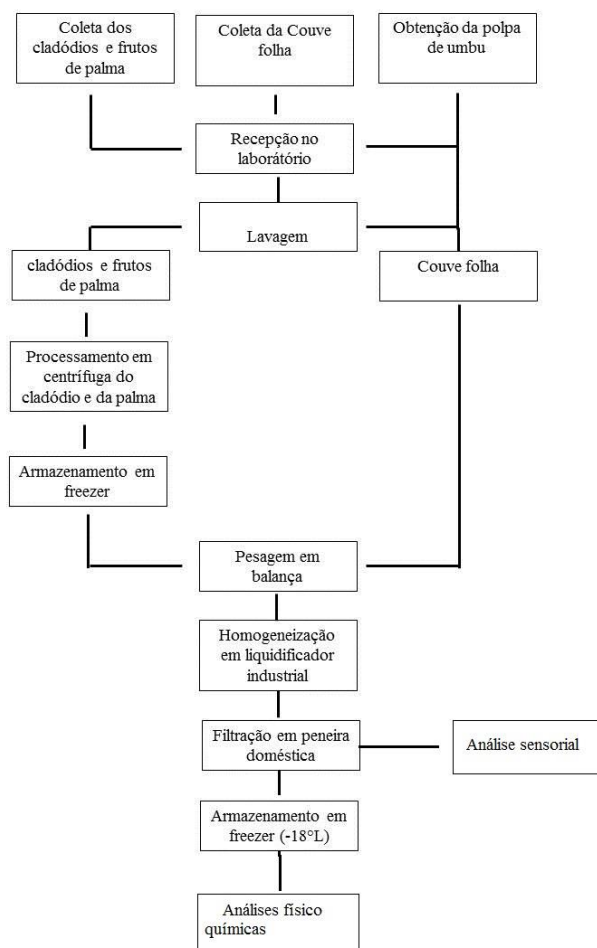 Coleta dos
cladódios e frutos
de palma
Coleta da Couve
folha
Obtenção da polpa
de umbu
Recepção no
laborátório
Lavagem
cladódios e frutos
de palma
Couve folha
Processamento em
centrífuga do
cladódio e da palma
Armazenamento em
freezer
Pesagem em
balança
Homogeneização
em liquidificador
industrial
Filtração em peneira
doméstica
Análise sensorial
Armazenamento em
freezer (-18°L)
Análises físico
químicas